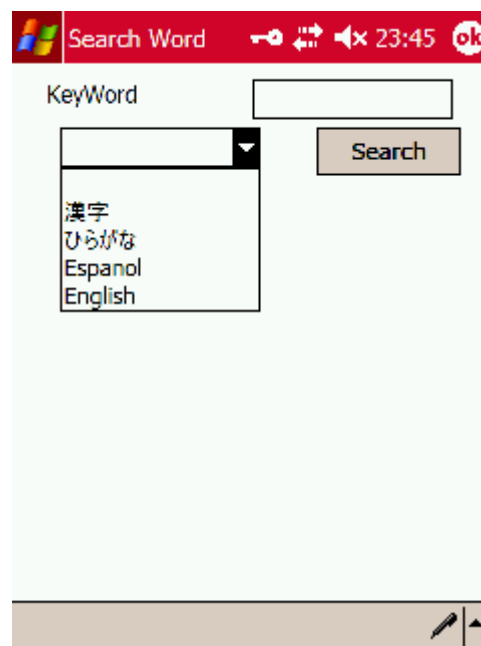 Search Word 23:45 ok
KeyWord
Search
漢字
ひらがな
Espanol
English